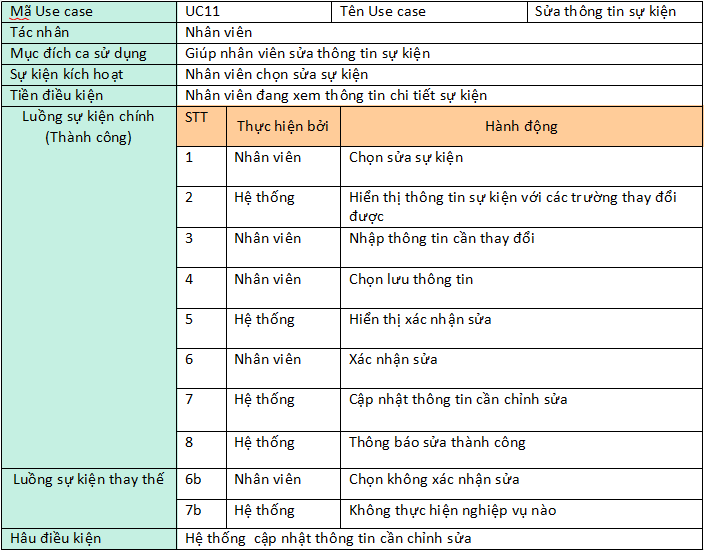 Mã Use case UC11 Tên Use case Sửa thông tin sự kiện
Tác nhân Nhân viên
Mục đích ca sử dụng Giúp nhân viên sửa thông tin sự kiện
Sự kiện kích hoạt Nhân viên chọn sửa sự kiện
Tiền điều kiện Nhân viên đang xem thông tin chi tiết sự kiện
Luồng sự kiện chính
(Thành công)
STT Thực hiện bởi Hành động
1 Nhân viên Chọn sửa sự kiện
2 Hệ thống Hiển thị thông tin sự kiện với các trường thay đổi
được
3 Nhân viên Nhập thông tin cần thay đổi
4 Nhân viên Chọn lưu thông tin
5 Hệ thống Hiển thị xác nhận sửa
6 Nhân viên Xác nhận sửa
7 Hệ thống Cập nhật thông tin cần chỉnh sửa
8 Hệ thống Thông báo sửa thành công
Luồng sự kiện thay thế 6b Nhân viên Chọn không xác nhận sửa
7b Hệ thống Không thực hiện nghiệp vụ nào
Hâu điều kiện Hệ thống cập nhật thông tin cần chỉnh sửa